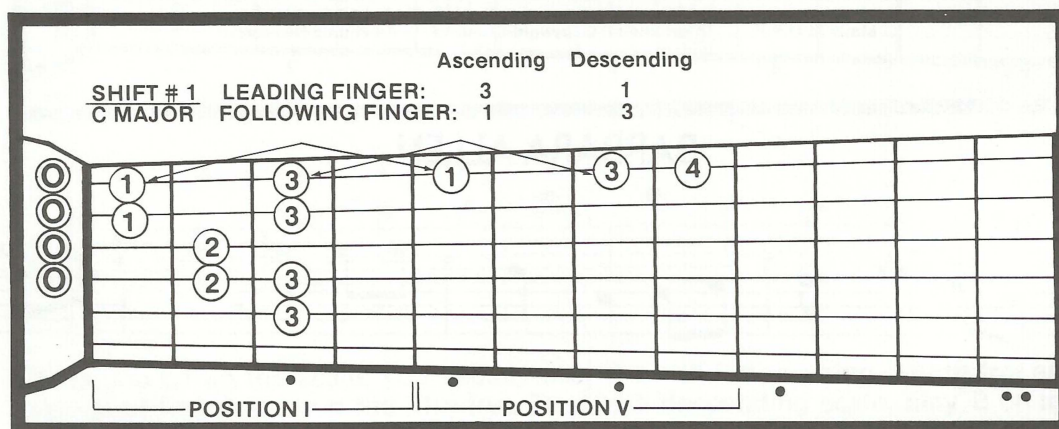 Ascending Descending
SHIFT # 1 LEADING FINGER: 3 1
C MAJOR FOLLOWING FINGER: 1 3
O 1 3 1 3 4
O 1 3
O 2
O 2 3
3
POSITION I POSITION V